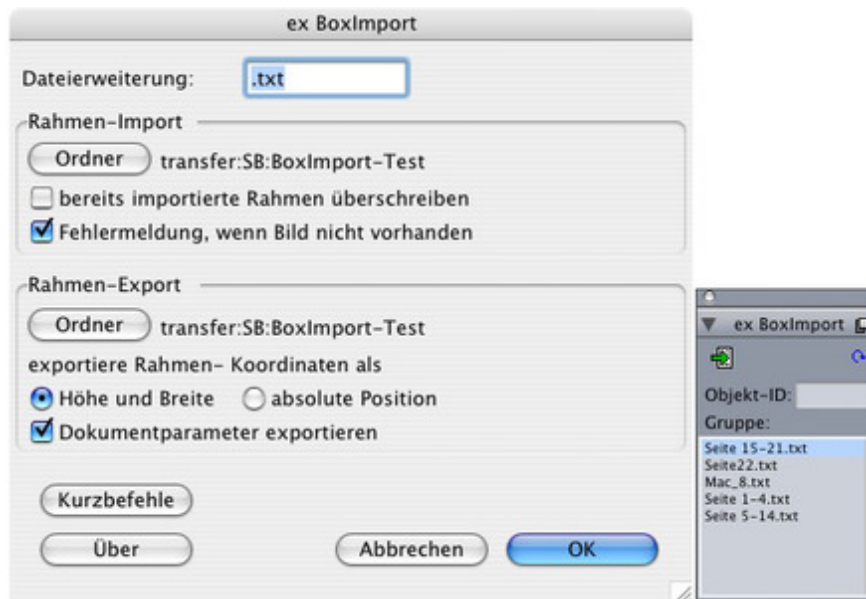 ex BoxImport
Dateierweiterung: .txt
Rahmen-Import
Ordner transfer:SB:BoxImport-Test
bereits importierte Rahmen überschreiben
Fehlermeldung, wenn Bild nicht vorhanden
Rahmen-Export
Ordner transfer:SB:BoxImport-Test
exportiere Rahmen- Koordinaten als
Höhe und Breite absolute Position
Dokumentparameter exportieren
Kurzbefehle
Über Abbrechen OK
ex BoxImport
Objekt-ID:
Gruppe:
Seite 15-21.txt
Seite22.txt
Mac_8.txt
Seite 1-4.txt
Seite 5-14.txt